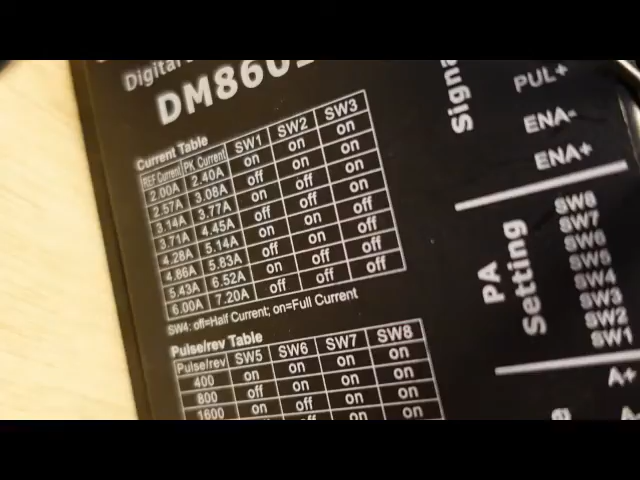 Digital
DM860
Current Table
REF Current PK Current SW1 SW2 SW3
2.00A 2.40A on on on
2.57A 3.08A off on on
3.14A 3.77A on off on
3.71A 4.45A off off on
4.28A 5.14A on on off
4.86A 5.83A off on off
5.43A 6.52A on off off
6.00A 7.20A off off off
SW4: off=Half Current; on=Full Current
Pulse/rev Table
Pulse/rev SW5 SW6 SW7 SW8
400 on on on on
800 off on on on
1600 on off on on
Signa
PUL+
ENA-
ENA+
PA
Setting
SW8
SW7
SW6
SW5
SW4
SW3
SW2
SW1
A+
A-